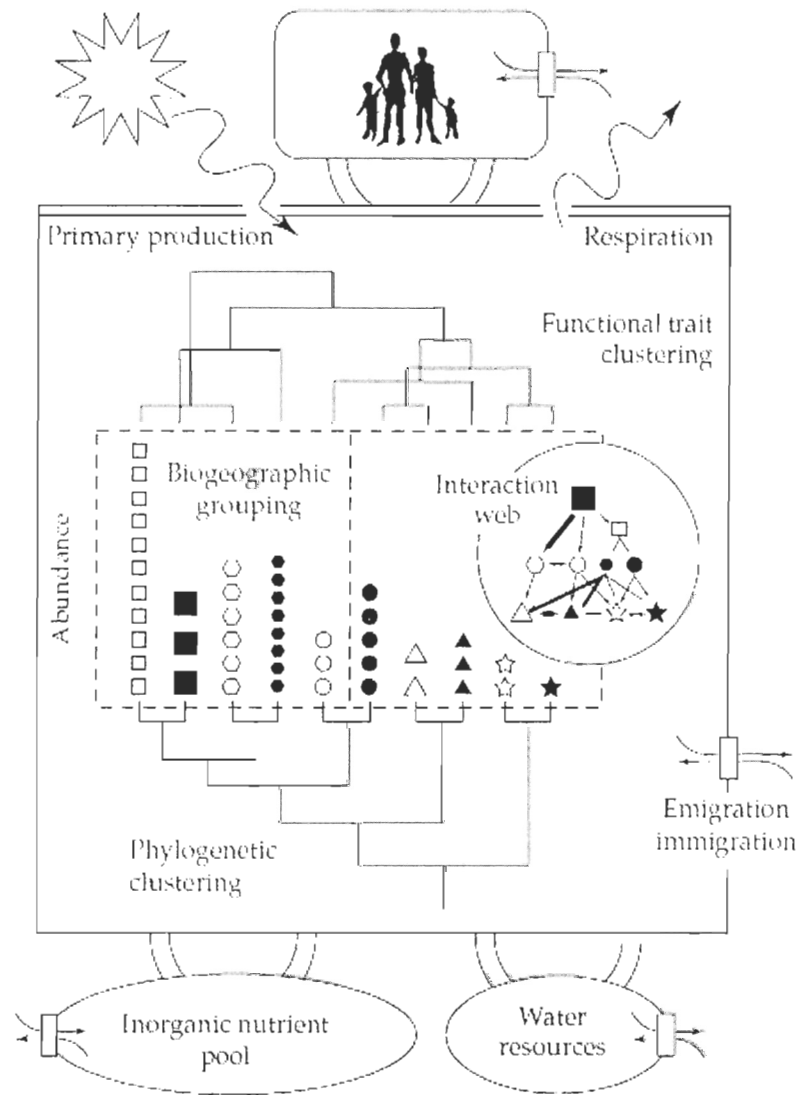 Primary production
Respiration
Functional trait
clustering
Biogeographic
grouping
Interaction
web
Abundance
Emigration
immigration
Phylogenetic
clustering
Inorganic nutrient
pool
Water
resources